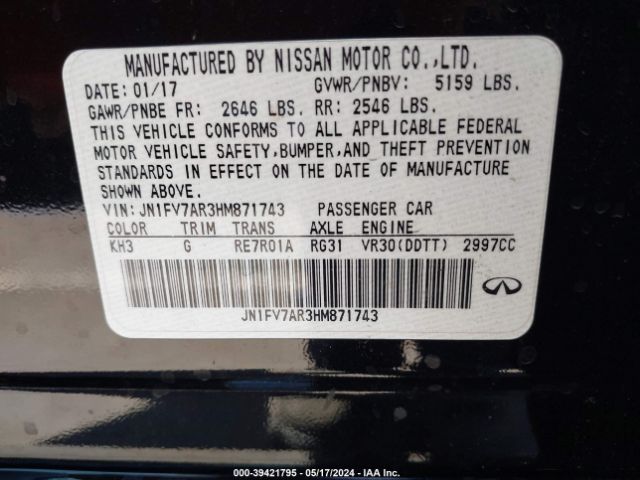 MANUFACTURED BY NISSAN MOTOR CO.,LTD.
DATE: 01/17 GVWR/PNBV: 5159 LBS.
GAWR/PNBE FR: 2646 LBS. RR: 2546 LBS.
THIS VEHICLE CONFORMS TO ALL APPLICABLE FEDERAL
MOTOR VEHICLE SAFETY,BUMPER,AND THEFT PREVENTION
STANDARDS IN EFFECT ON THE DATE OF MANUFACTURE
SHOWN ABOVE.
VIN:JN1FV7AR3HM871743 PASSENGER CAR
COLOR TRIM TRANS AXLE ENGINE
KH3 G RE7R01A RG31 VR30(DDTT) 2997CC
JN1FV7AR3HM871743
000-39421795 - 05/17/2024 - IAA Inc.